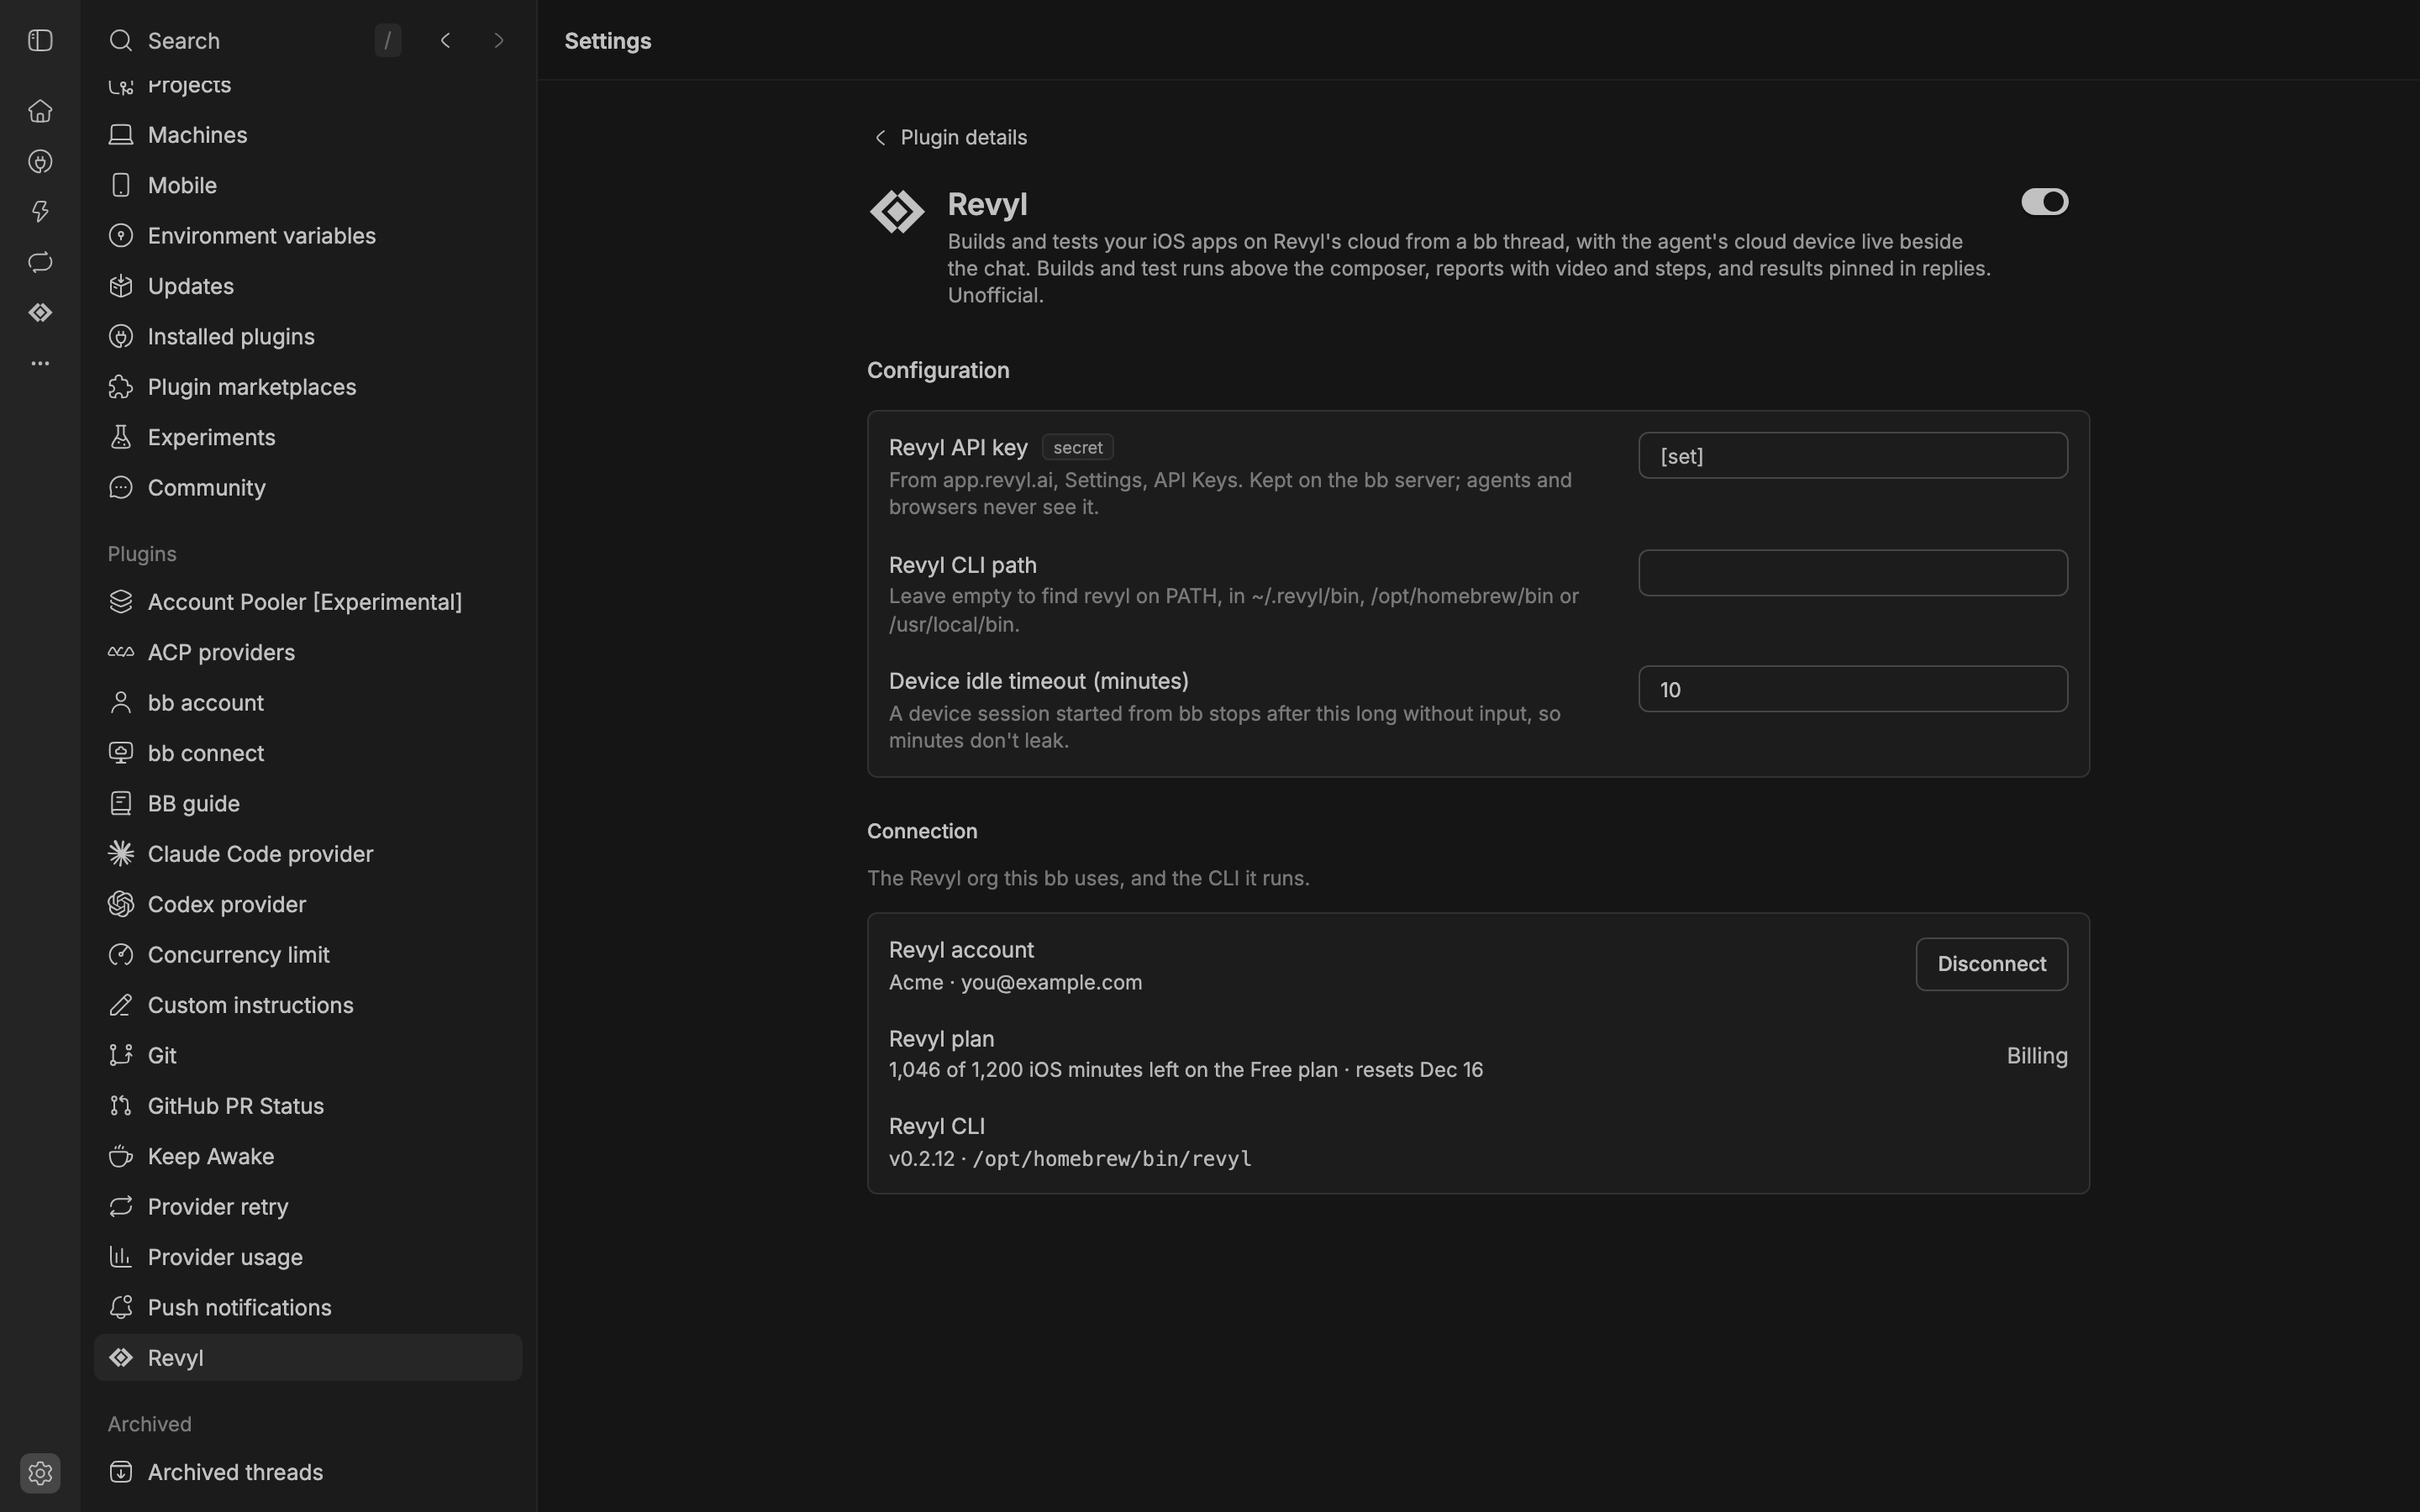 Search
/
Projects
Machines
Mobile
Environment variables
Updates
Installed plugins
Plugin marketplaces
Experiments
Community
Plugins
Account Pooler [Experimental]
ACP providers
bb account
bb connect
BB guide
Claude Code provider
Codex provider
Concurrency limit
Custom instructions
Git
GitHub PR Status
Keep Awake
Provider retry
Provider usage
Push notifications
Revyl
Archived
Archived threads
Settings
Plugin details
Revyl
Builds and tests your iOS apps on Revyl's cloud from a bb thread, with the agent's cloud device live beside
the chat. Builds and test runs above the composer, reports with video and steps, and results pinned in replies.
Unofficial.
Configuration
Revyl API key secret
[set]
From app.revyl.ai, Settings, API Keys. Kept on the bb server; agents and
browsers never see it.
Revyl CLI path
Leave empty to find revyl on PATH, in ~/.revyl/bin, /opt/homebrew/bin or
/usr/local/bin.
Device idle timeout (minutes)
10
A device session started from bb stops after this long without input, so
minutes don't leak.
Connection
The Revyl org this bb uses, and the CLI it runs.
Revyl account
Acme · you@example.com
Disconnect
Revyl plan
1,046 of 1,200 iOS minutes left on the Free plan · resets Dec 16
Billing
Revyl CLI
v0.2.12 · /opt/homebrew/bin/revyl